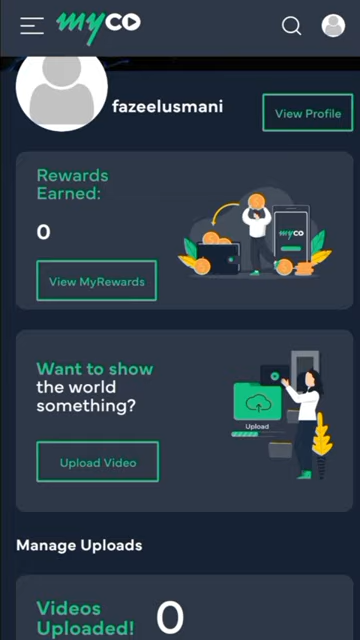 myco
fazeelusmani
View Profile
Rewards
Earned:
0
myco
View MyRewards
Want to show
the world
something?
Upload
Upload Video
Manage Uploads
Videos
Uploaded!
0